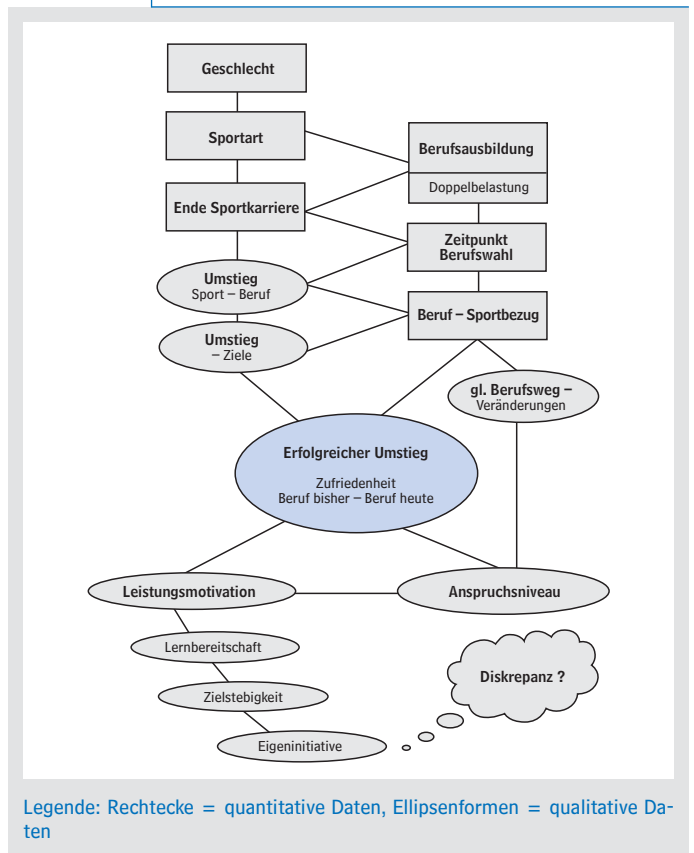 Geschlecht
Sportart
Berufsausbildung
Doppelbelastung
Ende Sportkarriere
Zeitpunkt
Berufswahl
Umstieg
Sport – Beruf
Beruf – Sportbezug
Umstieg
– Ziele
gl. Berufsweg –
Veränderungen
Erfolgreicher Umstieg
Zufriedenheit
Beruf bisher – Beruf heute
Leistungsmotivation
Anspruchsniveau
Lernbereitschaft
Diskrepanz ?
Zielstebigkeit
Eigeninitiative
Legende: Rechtecke = quantitative Daten, Ellipsenformen = qualitative Da-
ten